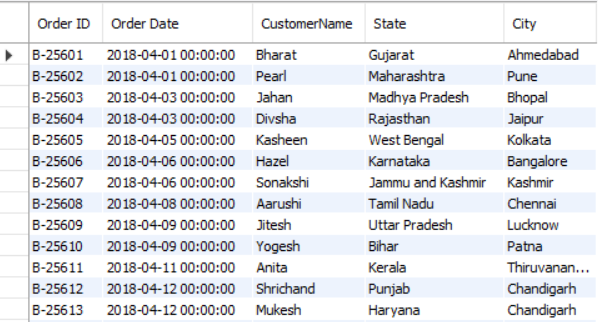 Order ID Order Date CustomerName State City
B-25601 2018-04-01 00:00:00 Bharat Gujarat Ahmedabad
B-25602 2018-04-01 00:00:00 Pearl Maharashtra Pune
B-25603 2018-04-03 00:00:00 Jahan Madhya Pradesh Bhopal
B-25604 2018-04-03 00:00:00 Divsha Rajasthan Jaipur
B-25605 2018-04-05 00:00:00 Kasheen West Bengal Kolkata
B-25606 2018-04-06 00:00:00 Hazel Karnataka Bangalore
B-25607 2018-04-06 00:00:00 Sonakshi Jammu and Kashmir Kashmir
B-25608 2018-04-08 00:00:00 Aarushi Tamil Nadu Chennai
B-25609 2018-04-09 00:00:00 Jitesh Uttar Pradesh Lucknow
B-25610 2018-04-09 00:00:00 Yogesh Bihar Patna
B-25611 2018-04-11 00:00:00 Anita Kerala Thiruvanan...
B-25612 2018-04-12 00:00:00 Shrichand Punjab Chandigarh
B-25613 2018-04-12 00:00:00 Mukesh Haryana Chandigarh